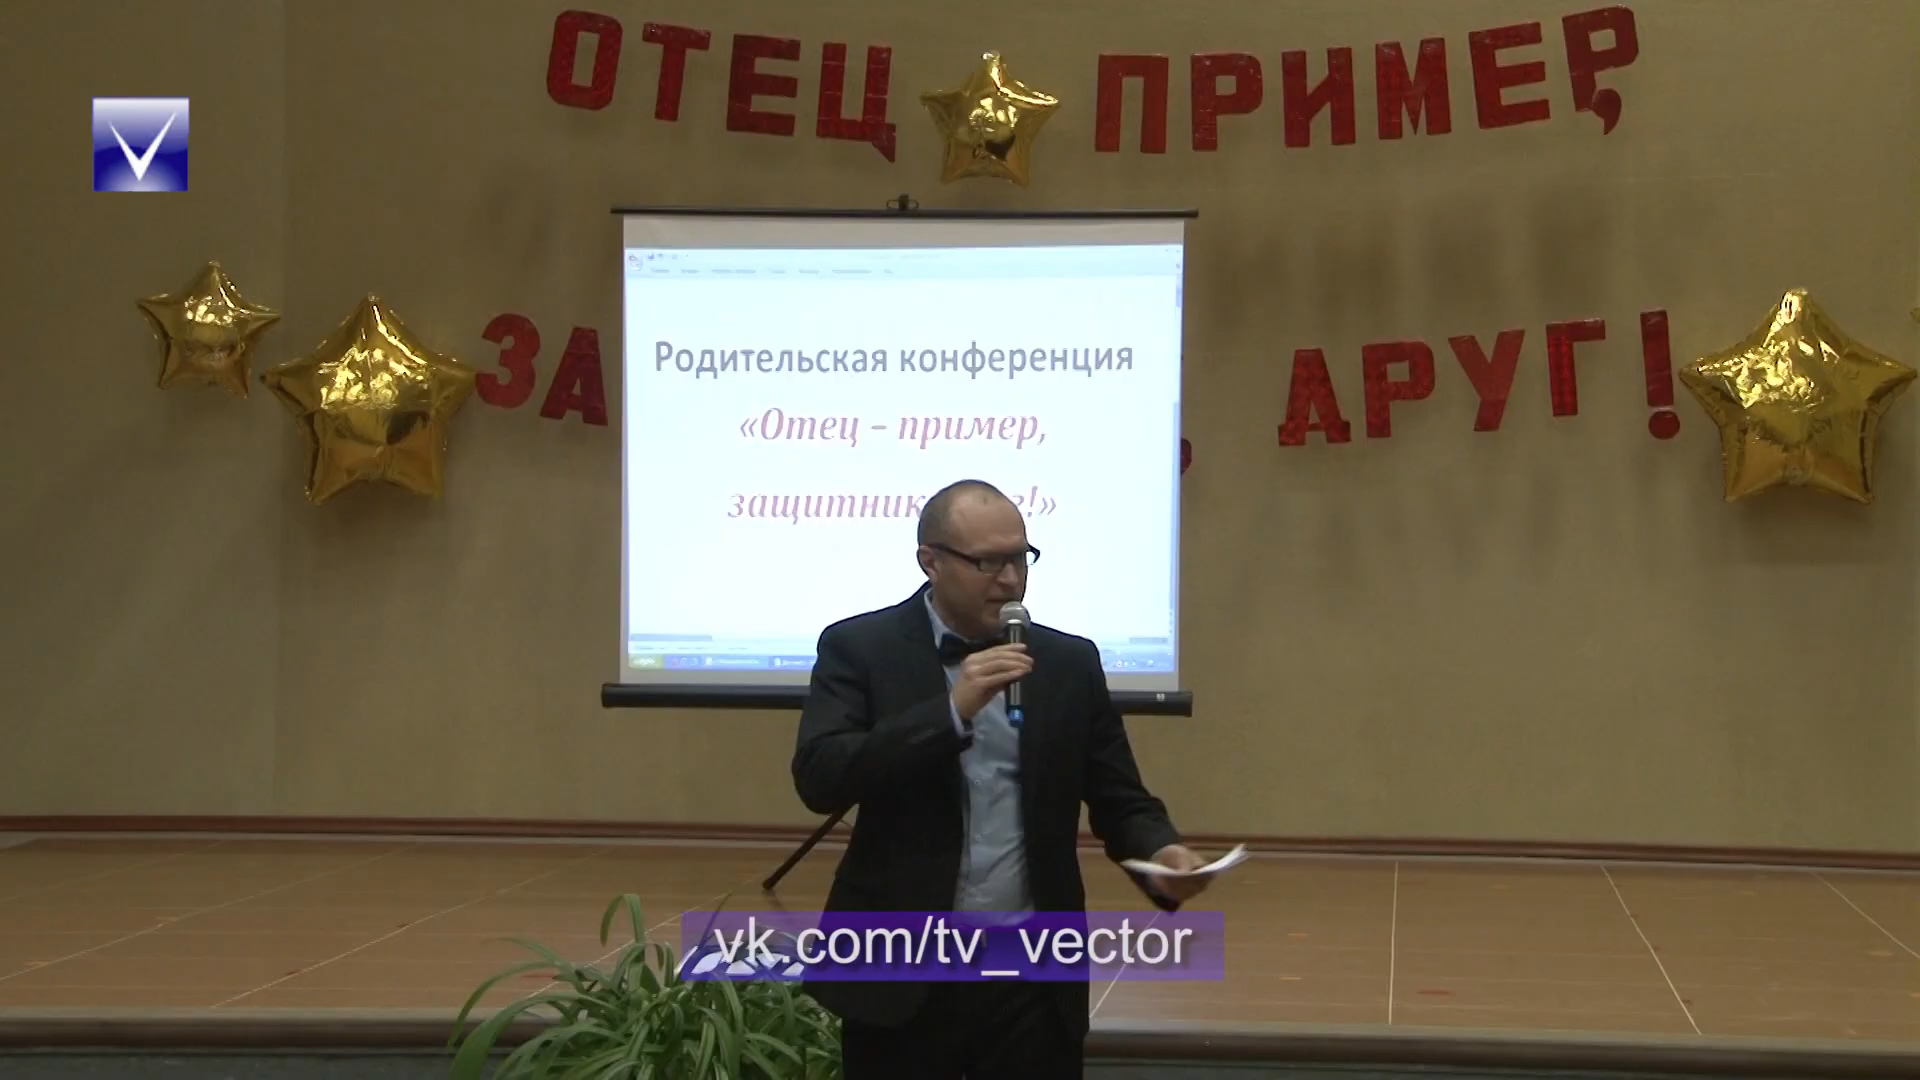 ОТЕЦ ПРИМЕР,
ЗА , ДРУГ!
Родительская конференция
«Отец – пример,
защитник г!»
vk.com/tv_vector